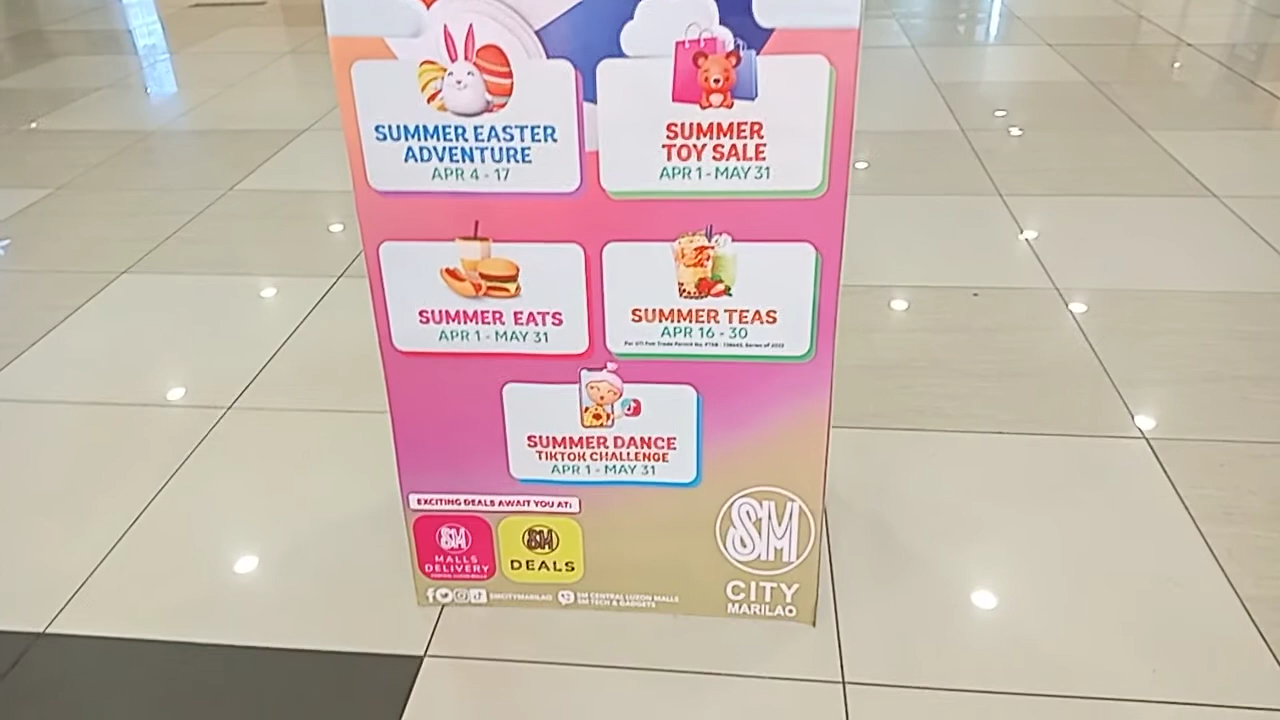 SUMMER EASTER
ADVENTURE
APR 4 - 17
SUMMER
TOY SALE
APR 1 - MAY 31
SUMMER EATS
APR 1 - MAY 31
SUMMER TEAS
APR 16 - 30
SUMMER DANCE
TIKTOK CHALLENGE
APR 1 - MAY 31
EXCITING DEALS AWAIT YOU AT:
SM
MALLS
DELIVERY
SM
DEALS
SMCITYMARILAO
SM CENTRAL LUZON MALLS
SM TECH & GADGETS
SM
CITY
MARILAO